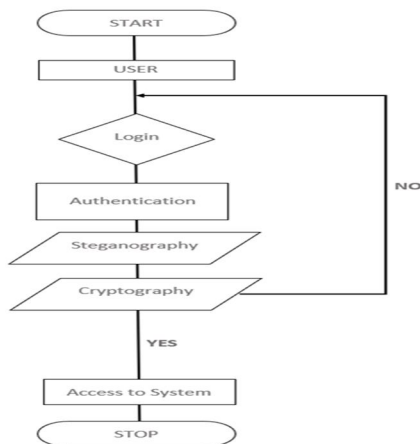 START
USER
Login
NO
Authentication
Steganography
Cryptography
YES
Access to System
STOP